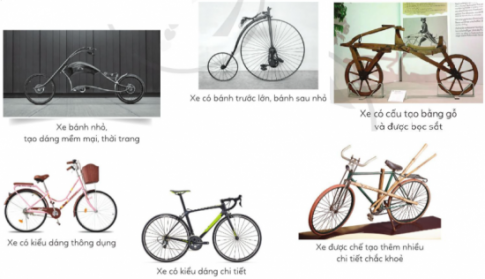 Xe bánh nhỏ,
tạo dáng mềm mại, thời trang
Xe có bánh trước lớn, bánh sau nhỏ
Xe có cấu tạo bằng gỗ
và được bọc sắt
Xe có kiểu dáng thông dụng
Xe có kiểu dáng chi tiết
Xe được chế tạo thêm nhiều
chi tiết chắc khoẻ